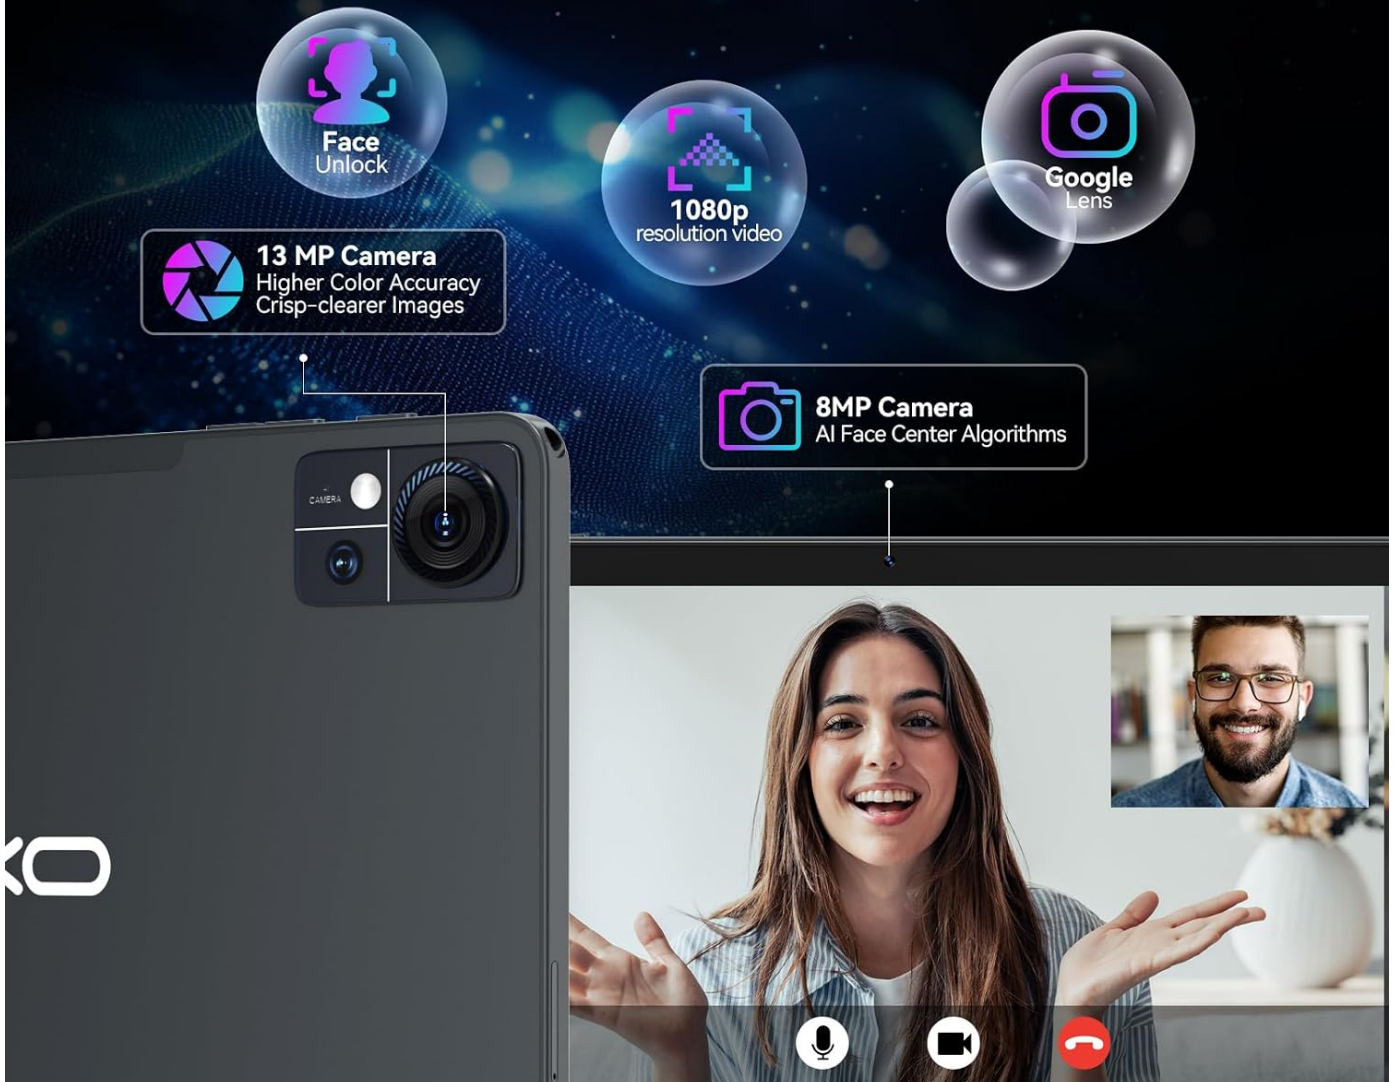 Face
Unlock
1080p
resolution video
Google
Lens
13 MP Camera
Higher Color Accuracy
Crisp-clearer Images
8MP Camera
AI Face Center Algorithms
CAMERA